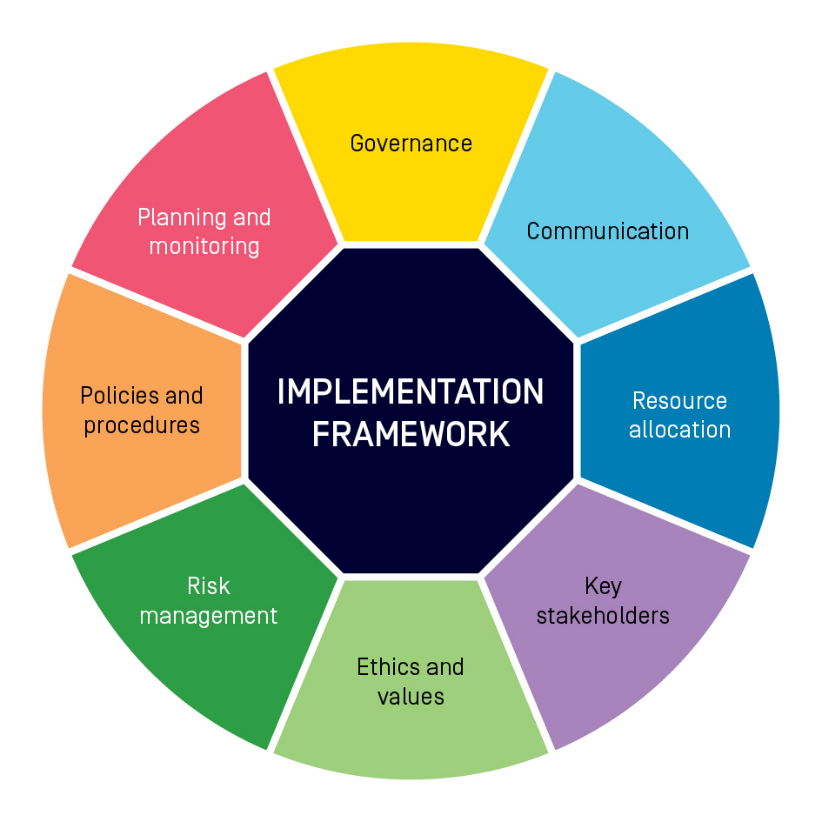 Governance
Communication
Resource
allocation
Key
stakeholders
Ethics and
values
Risk
management
Policies and
procedures
Planning and
monitoring
IMPLEMENTATION
FRAMEWORK